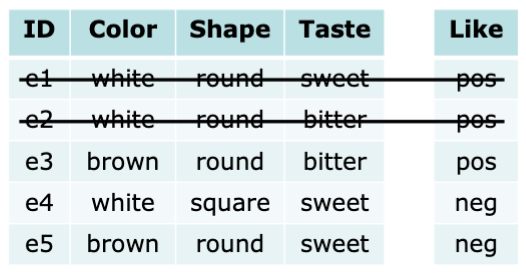 ID Color Shape Taste Like
e1 white round sweet pos
e2 white round bitter pos
e3 brown round bitter pos
e4 white square sweet neg
e5 brown round sweet neg